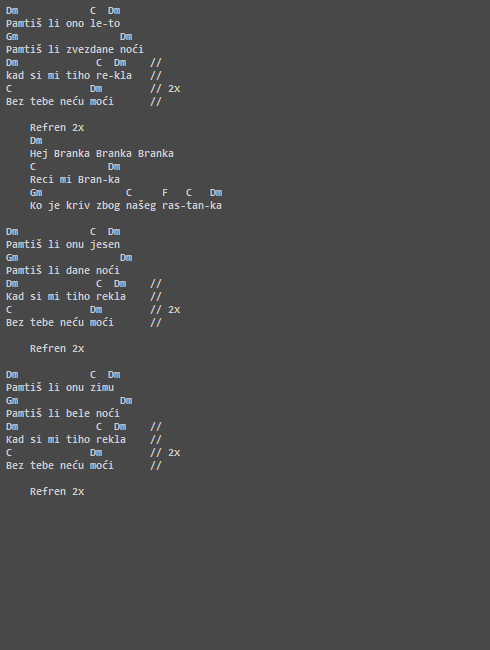 Dm            C  Dm
Pamtiš li ono le-to
Gm                 Dm
Pamtiš li zvezdane noći
Dm             C  Dm    //
kad si mi tiho re-kla   //
C             Dm        // 2x
Bez tebe neću moći      //

    Refren 2x
    Dm
    Hej Branka Branka Branka
    C            Dm
    Reci mi Bran-ka
    Gm              C     F   C   Dm
    Ko je kriv zbog našeg ras-tan-ka

Dm            C  Dm
Pamtiš li onu jesen
Gm                 Dm
Pamtiš li dane noći
Dm             C  Dm    //
Kad si mi tiho rekla    //
C             Dm        // 2x
Bez tebe neću moći      //

    Refren 2x

Dm            C  Dm
Pamtiš li onu zimu
Gm                 Dm
Pamtiš li bele noći
Dm             C  Dm    //
Kad si mi tiho rekla    //
C             Dm        // 2x
Bez tebe neću moći      //

    Refren 2x